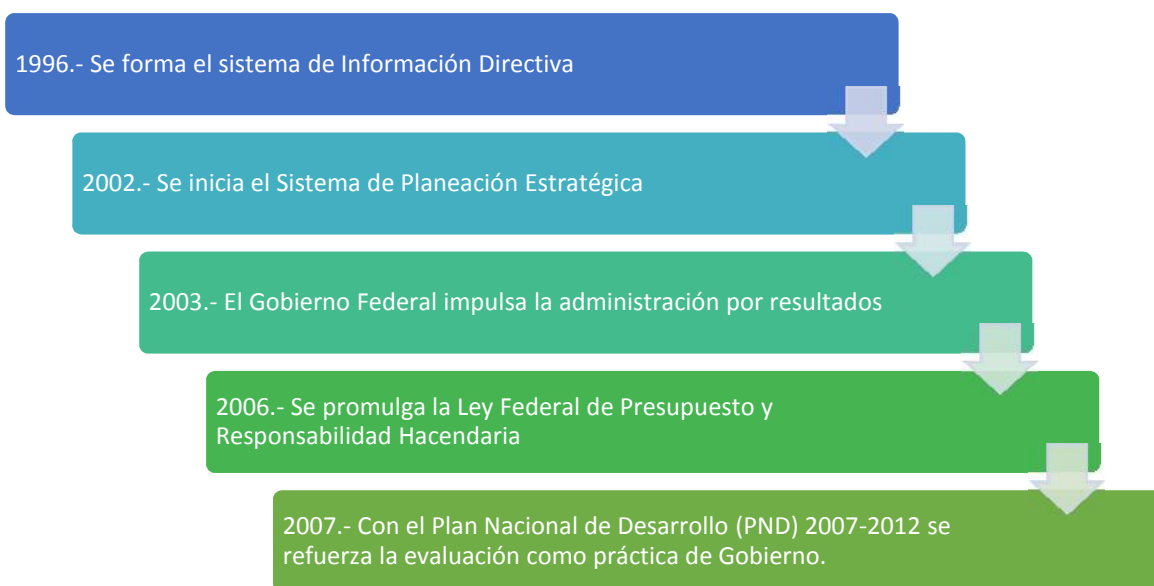 1996.- Se forma el sistema de Información Directiva
2002.- Se inicia el Sistema de Planeación Estratégica
2003.- El Gobierno Federal impulsa la administración por resultados
2006.- Se promulga la Ley Federal de Presupuesto y
Responsabilidad Hacendaria
2007.- Con el Plan Nacional de Desarrollo (PND) 2007-2012 se
refuerza la evaluación como práctica de Gobierno.